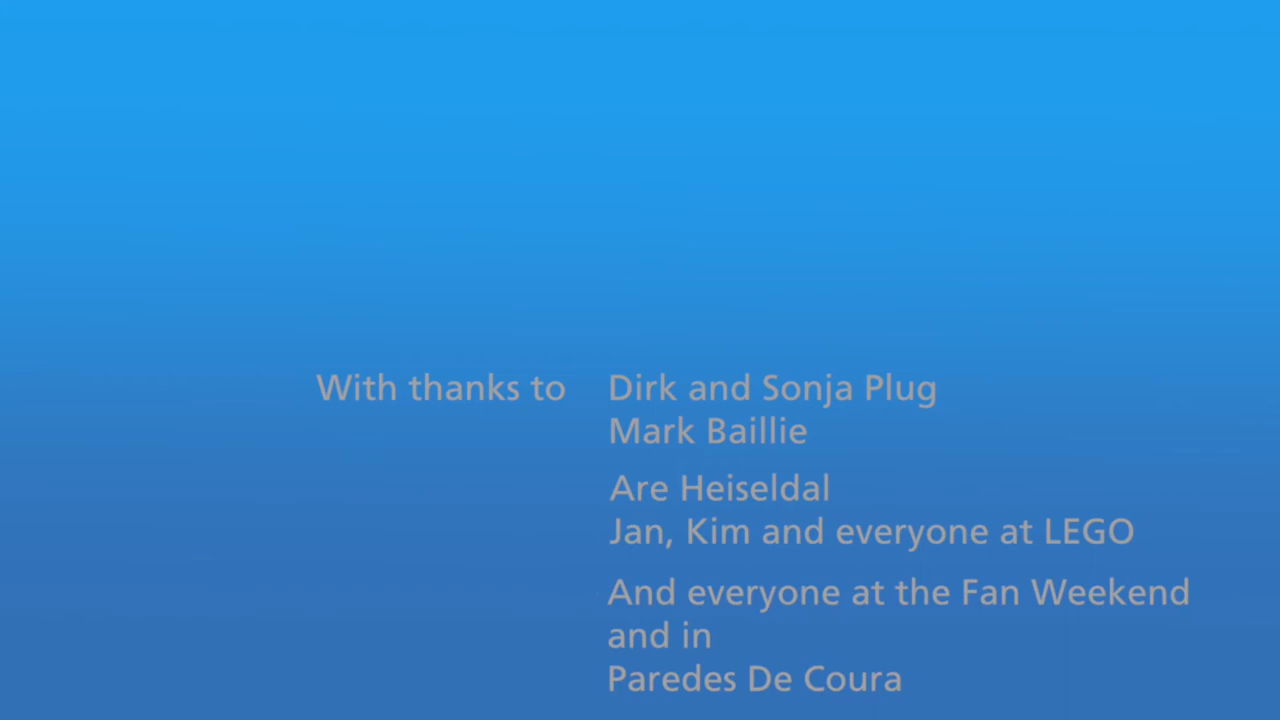 With thanks to Dirk and Sonja Plug
Mark Baillie
Are Heiseldal
Jan, Kim and everyone at LEGO
And everyone at the Fan Weekend
and in
Paredes De Coura